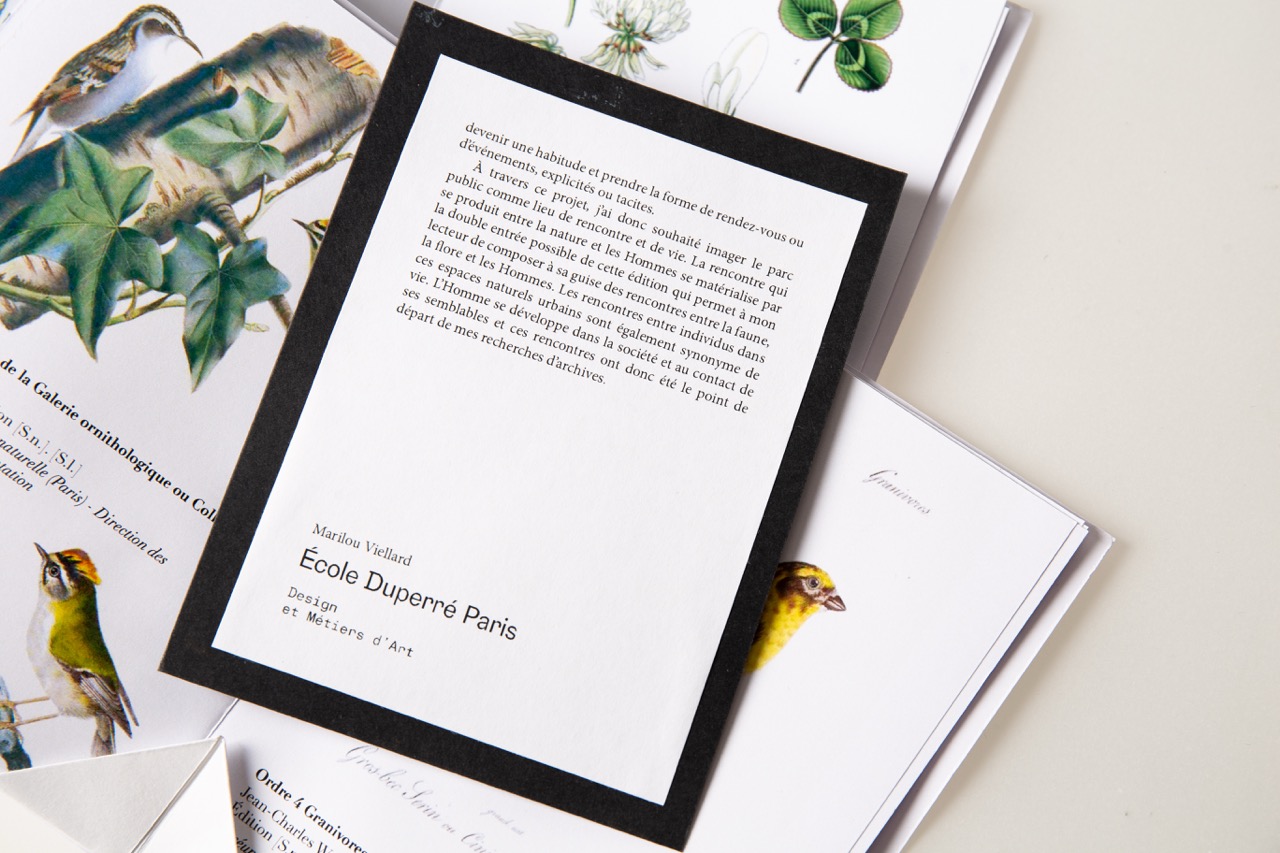 devenir une habitude et prendre la forme de rendez-vous ou
d'événements, explicités ou tacites.
À travers ce projet, j'ai donc souhaité imager le parc
public comme lieu de rencontre et de vie. La rencontre qui
se produit entre la nature et les Hommes se matérialise par
la double entrée possible de cette édition qui permet à mon
lecteur de composer à sa guise des rencontres entre la faune,
la flore et les Hommes. Les rencontres entre individus dans
ces espaces naturels urbains sont également synonyme de
vie. L'Homme se développe dans la société et au contact de
ses semblables et ces rencontres ont donc été le point de
départ de mes recherches d'archives.
Marilou Viellard
École Duperré Paris
Design
et Métiers d'Art
de la Galerie ornithologique ou Col
on [S.n.]. [S.l.]
naturelle (Paris) - Direction des
tation
Granivores
Gros bec Serin ou Cini
Ordre 4 Granivores
Jean-Charles W
Édition [S.